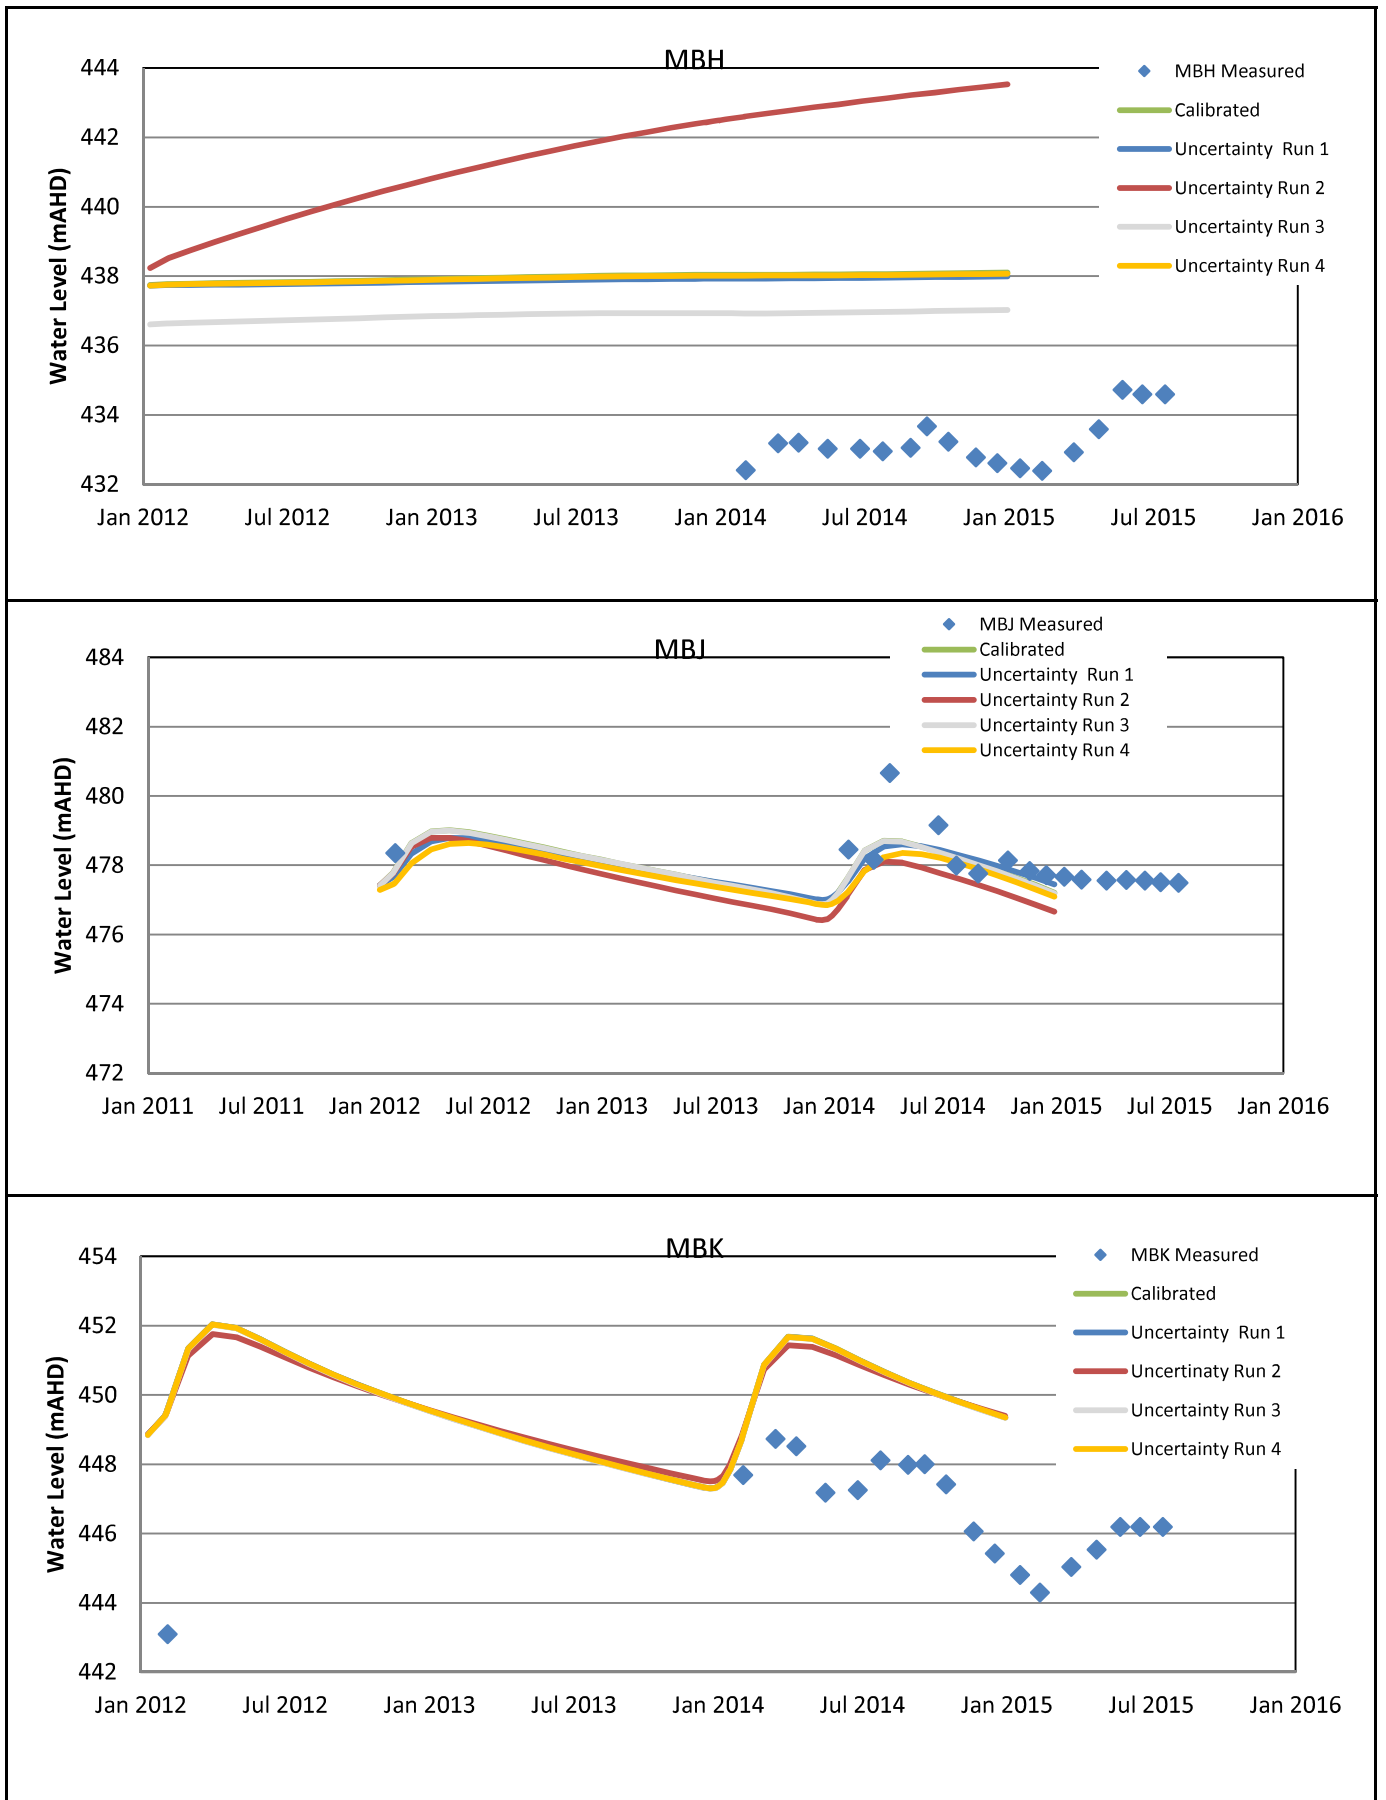 MBH
444
442
440
438
436
434
432
Water Level (mAHD)
Jan 2012 Jul 2012 Jan 2013 Jul 2013 Jan 2014 Jul 2014 Jan 2015 Jul 2015 Jan 2016
MBH Measured
Calibrated
Uncertainty Run 1
Uncertainty Run 2
Uncertainty Run 3
Uncertainty Run 4
MBJ
484
482
480
478
476
474
472
Water Level (mAHD)
Jan 2011 Jul 2011 Jan 2012 Jul 2012 Jan 2013 Jul 2013 Jan 2014 Jul 2014 Jan 2015 Jul 2015 Jan 2016
MBJ Measured
Calibrated
Uncertainty Run 1
Uncertainty Run 2
Uncertainty Run 3
Uncertainty Run 4
MBK
454
452
450
448
446
444
442
Water Level (mAHD)
Jan 2012 Jul 2012 Jan 2013 Jul 2013 Jan 2014 Jul 2014 Jan 2015 Jul 2015 Jan 2016
MBK Measured
Calibrated
Uncertainty Run 1
Uncertinaty Run 2
Uncertainty Run 3
Uncertainty Run 4